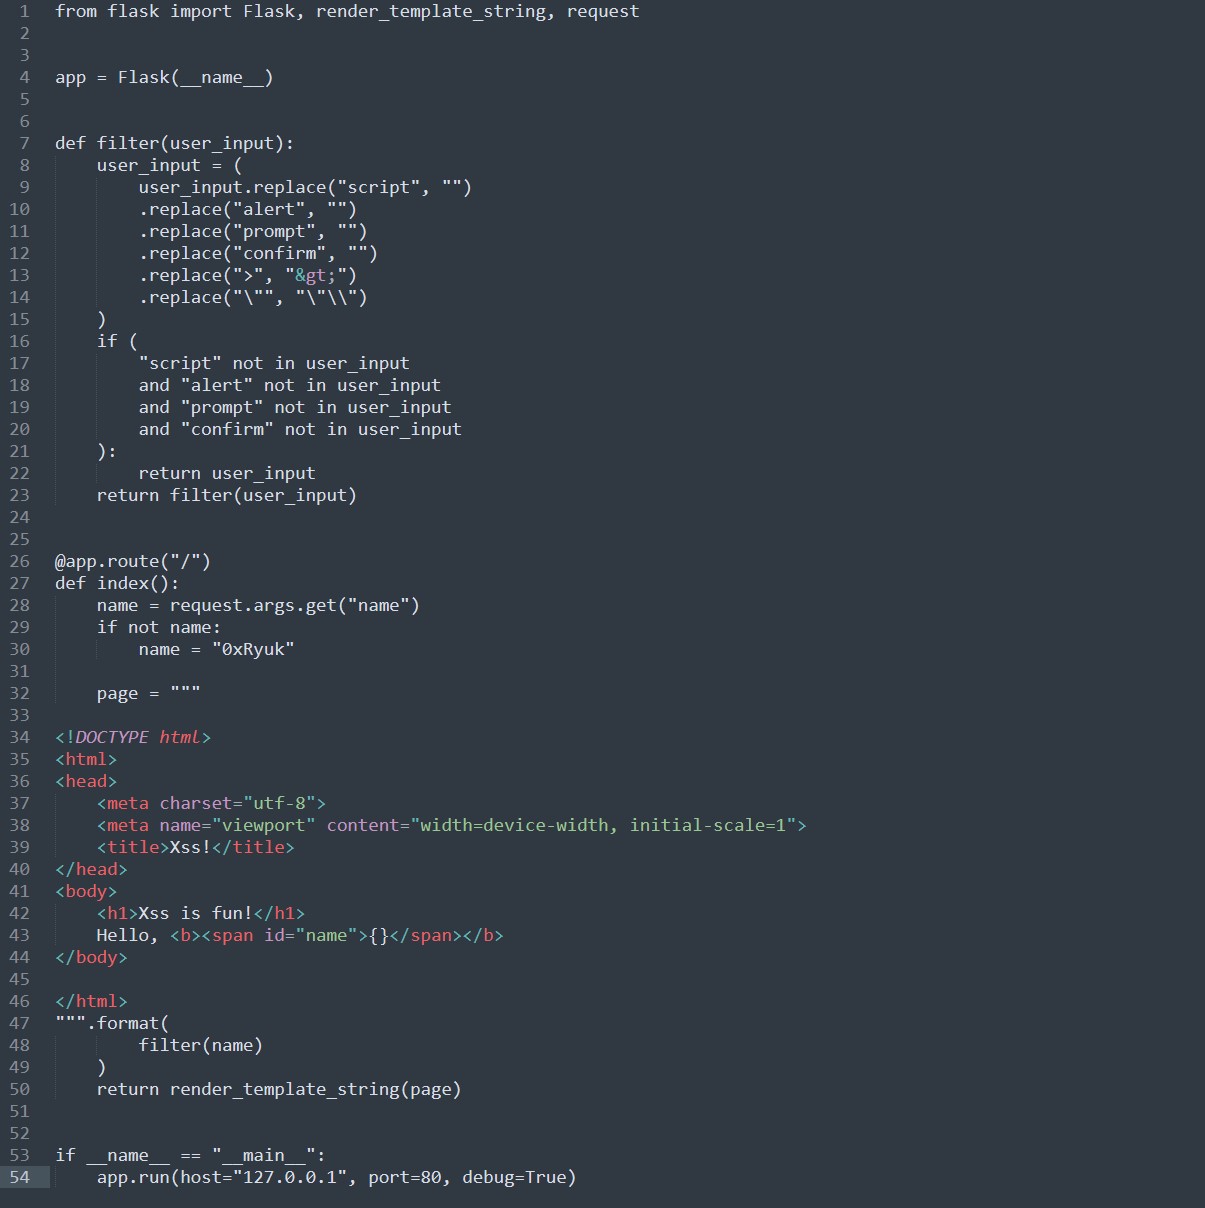 1 from flask import Flask, render_template_string, request
2
3
4 app = Flask(__name__)
5
6
7 def filter(user_input):
8     user_input = (
9         user_input.replace("script", "")
10         .replace("alert", "")
11         .replace("prompt", "")
12         .replace("confirm", "")
13         .replace(">", "&gt;")
14         .replace("\"", "\"\\")
15     )
16     if (
17         "script" not in user_input
18         and "alert" not in user_input
19         and "prompt" not in user_input
20         and "confirm" not in user_input
21     ):
22         return user_input
23     return filter(user_input)
24
25
26 @app.route("/")
27 def index():
28     name = request.args.get("name")
29     if not name:
30         name = "0xRyuk"
31
32     page = """
33
34 <!DOCTYPE html>
35 <html>
36 <head>
37     <meta charset="utf-8">
38     <meta name="viewport" content="width=device-width, initial-scale=1">
39     <title>Xss!</title>
40 </head>
41 <body>
42     <h1>Xss is fun!</h1>
43     Hello, <b><span id="name">{}</span></b>
44 </body>
45
46 </html>
47 """.format(
48         filter(name)
49     )
50     return render_template_string(page)
51
52
53 if __name__ == "__main__":
54     app.run(host="127.0.0.1", port=80, debug=True)